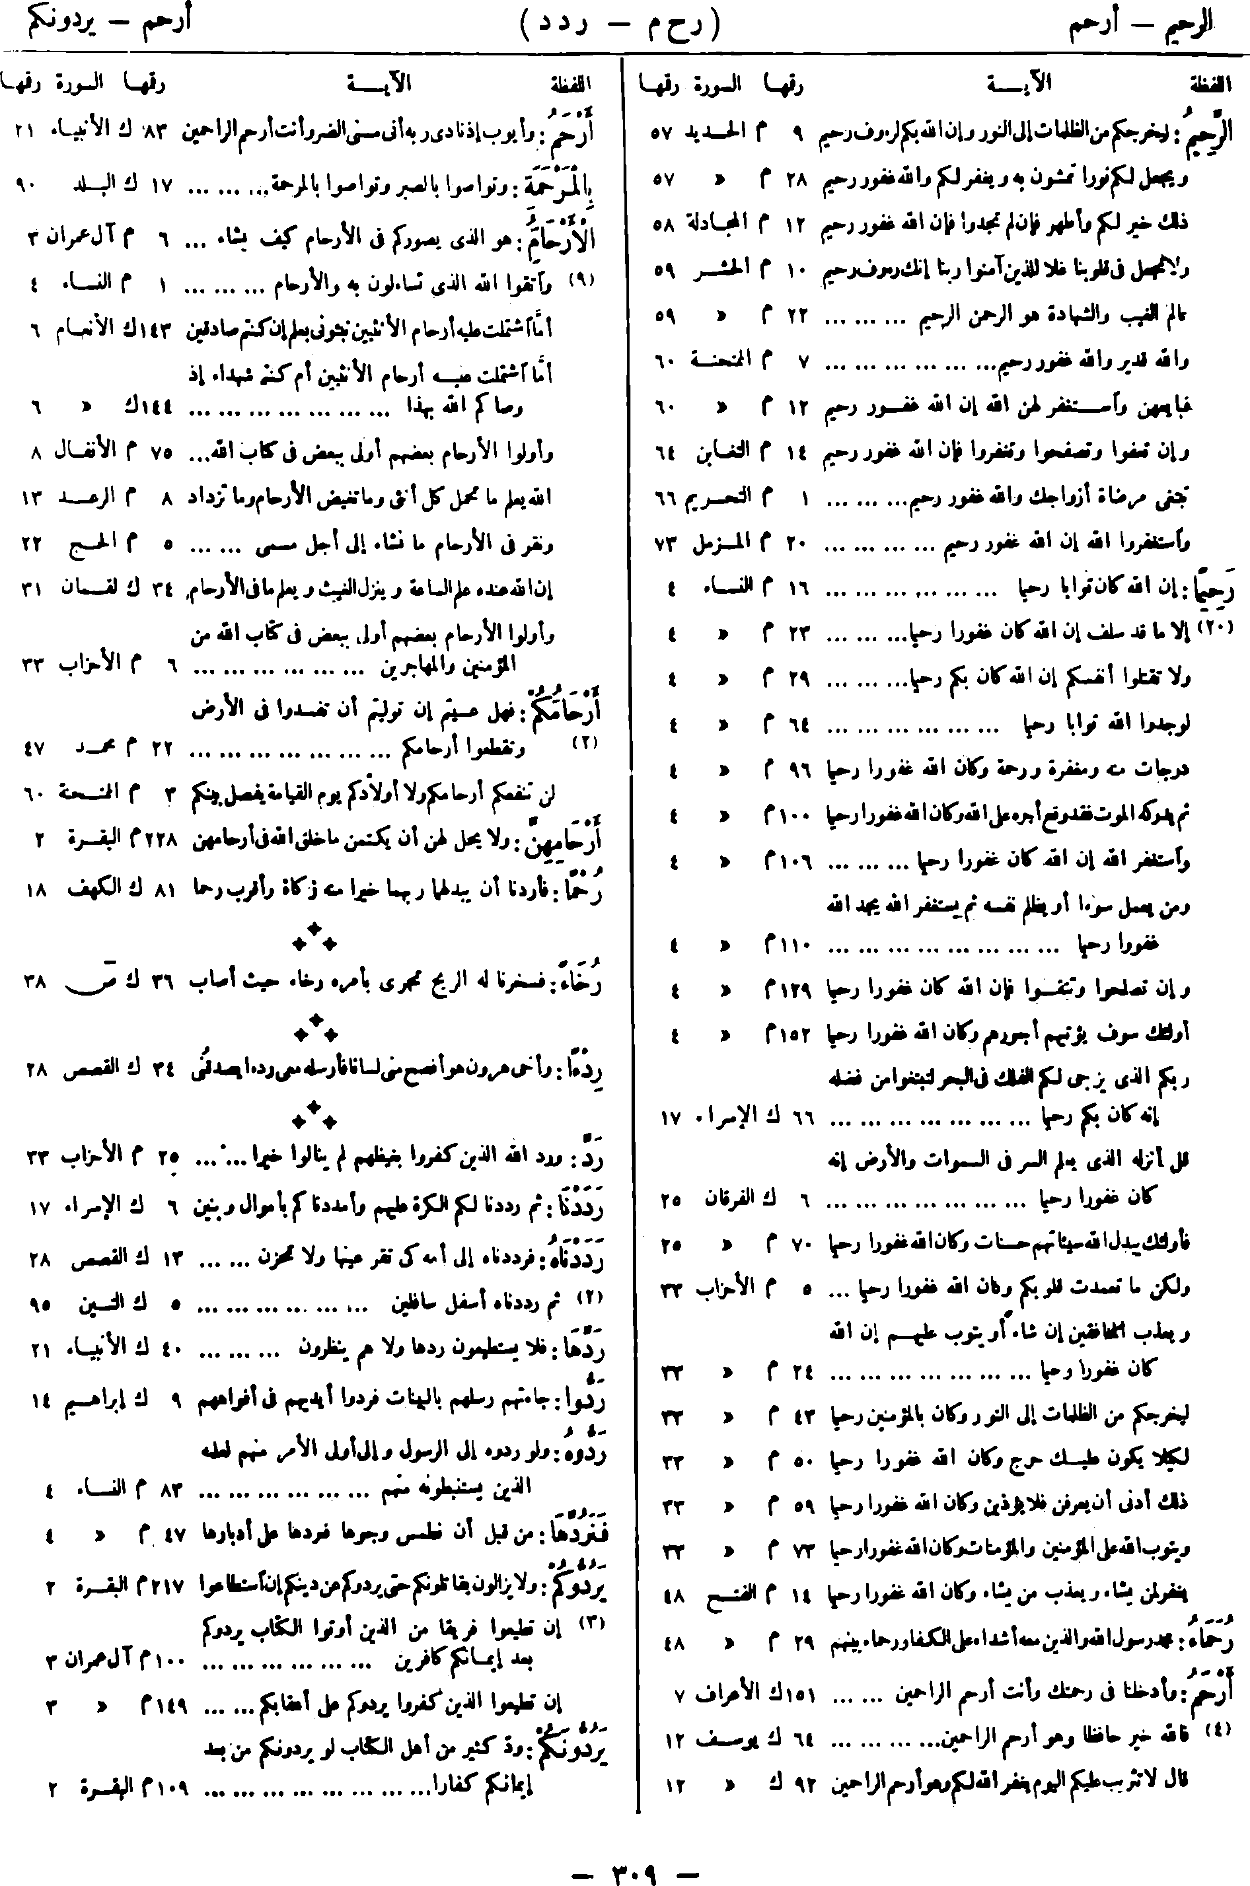 الرحيم — أرحم
(رحم — ردد)
أرحم — يردونكم
اللفظة الآيــة رقها السورة رقها
الرَّحِيمُ: ليخرجكم من الظلمات إلى النور وإن الله بكم لرءوف رحيم ٩ م الحديد ٥٧
ويجعل لكم نورا تمشون به ويغفر لكم والله غفور رحيم ٢٨ م » ٥٧
ذلك خير لكم وأطهر فإن لم تجدوا فإن الله غفور رحيم ١٢ م المجادلة ٥٨
ولا تجعل فى قلوبنا غلا للذين آمنوا ربنا إنك رءوف رحيم ١٠ م الحشر ٥٩
عالم الغيب والشهادة هو الرحمن الرحيم ... ... ... ٢٢ م » ٥٩
والله قدير والله غفور رحيم... ... ... ... ... ... ٧ م الممتحنة ٦٠
فبايعهن وٱستغفر لهن الله إن الله غفور رحيم ١٢ م » ٦٠
وإن تعفوا وتصفحوا وتغفروا فإن الله غفور رحيم ١٤ م التغابن ٦٤
تبتغى مرضاة أزواجك والله غفور رحيم... ... ... ١ م التحريم ٦٦
وٱستغفروا الله إن الله غفور رحيم ... ... ... ... ٢٠ م المزمل ٧٣
رَحِيمًا: إن الله كان توابا رحيما ... ... ... ... ... ... ١٦ م النساء ٤
(٢٠) إلا ما قد سلف إن الله كان غفورا رحيما... ... ... ٢٣ م » ٤
ولا تقتلوا أنفسكم إن الله كان بكم رحيما... ... ... ٢٩ م » ٤
لوجدوا الله توابا رحيما ... ... ... ... ... ... ٦٤ م » ٤
درجات منه ومغفرة ورحمة وكان الله غفورا رحيما ٩٦ م » ٤
ثم يدركه الموت فقد وقع أجره على الله وكان الله غفورا رحيما ١٠٠ م » ٤
وٱستغفر الله إن الله كان غفورا رحيما ... ... ... ١٠٦ م » ٤
ومن يعمل سوءا أو يظلم نفسه ثم يستغفر الله يجد الله
غفورا رحيما ... ... ... ... ... ... ... ... ١١٠ م » ٤
وإن تصلحوا وتتقوا فإن الله كان غفورا رحيما ١٢٩ م » ٤
أولئك سوف يؤتيهم أجورهم وكان الله غفورا رحيما ١٥٢ م » ٤
ربكم الذى يزجى لكم الفلك فى البحر لتبتغوا من فضله
إنه كان بكم رحيما ... ... ... ... ... ... ... ٦٦ ك الإسراء ١٧
قل أنزله الذى يعلم السر فى السموات والأرض إنه
كان غفورا رحيما ... ... ... ... ... ... ... ٦ ك الفرقان ٢٥
فأولئك يبدل الله سيئاتهم حسنات وكان الله غفورا رحيما ٧٠ م » ٢٥
ولكن ما تعمدت قلوبكم وكان الله غفورا رحيما ... ٥ م الأحزاب ٣٣
ويعذب المنافقين إن شاء أو يتوب عليهم إن الله
كان غفورا رحيما ... ... ... ... ... ... ... ٢٤ م » ٣٣
ليخرجكم من الظلمات إلى النور وكان بالمؤمنين رحيما ٤٣ م » ٣٣
لكيلا يكون عليك حرج وكان الله غفورا رحيما ٥٠ م » ٣٣
ذلك أدنى أن يعرفن فلا يؤذين وكان الله غفورا رحيما ٥٩ م » ٣٣
ويتوب الله على المؤمنين والمؤمنات وكان الله غفورا رحيما ٧٣ م » ٣٣
يغفر لمن يشاء ويعذب من يشاء وكان الله غفورا رحيما ١٤ م الفتح ٤٨
رُحَمَاءُ: محمد رسول الله والذين معه أشداء على الكفار رحماء بينهم ٢٩ م » ٤٨
أَرْحَمُ: وأدخلنا فى رحمتك وأنت أرحم الراحمين ... ... ١٥١ ك الأعراف ٧
(٤) فالله خير حافظا وهو أرحم الراحمين... ... ... ... ٦٤ ك يوسف ١٢
قال لا تثريب عليكم اليوم يغفر الله لكم وهو أرحم الراحمين ٩٢ ك » ١٢
اللفظة الآيــة رقها السورة رقها
أَرْحَمُ: وأيوب إذ نادى ربه أنى مسنى الضر وأنت أرحم الراحمين ٨٣ ك الأنبياء ٢١
بِالْمَرْحَمَةِ: وتواصوا بالصبر وتواصوا بالمرحمة... ... ... ١٧ ك البلد ٩٠
الْأَرْحَامِ: هو الذى يصوركم فى الأرحام كيف يشاء ... ٦ م آل عمران ٣
(٩) وٱتقوا الله الذى تساءلون به والأرحام ... ... ... ١ م النساء ٤
أمّا ٱشتملت عليه أرحام الأنثيين نبئونى بعلم إن كنتم صادقين ١٤٣ ك الأنعام ٦
أمّا ٱشتملت عليه أرحام الأنثيين أم كنتم شهداء إذ
وصاكم الله بهذا ... ... ... ... ... ... ... ١٤٤ ك » ٦
وأولوا الأرحام بعضهم أولى ببعض فى كتاب الله... ٧٥ م الأنفال ٨
الله يعلم ما تحمل كل أنثى وما تغيض الأرحام وما تزداد ٨ م الرعد ١٣
ونقر فى الأرحام ما نشاء إلى أجل مسمى ... ... ٥ م الحج ٢٢
إن الله عنده علم الساعة وينزل الغيث ويعلم ما فى الأرحام ٣٤ ك لقمان ٣١
وأولوا الأرحام بعضهم أولى ببعض فى كتاب الله من
المؤمنين والمهاجرين ... ... ... ... ... ... ٦ م الأحزاب ٣٣
أَرْحَامَكُمْ: فهل عسيتم إن توليتم أن تفسدوا فى الأرض
(٢) وتقطعوا أرحامكم ... ... ... ... ... ... ... ٢٢ م محمد ٤٧
لن تنفعكم أرحامكم ولا أولادكم يوم القيامة يفصل بينكم ٣ م الممتحنة ٦٠
أَرْحَامِهِنَّ: ولا يحل لهن أن يكتمن ما خلق الله فى أرحامهن ٢٢٨ م البقرة ٢
رُحْمًا: فأردنا أن يبدلهما ربهما خيرا منه زكاة وأقرب رحما ٨١ ك الكهف ١٨
رُخَاءً: فسخرنا له الريح تجرى بأمره رخاء حيث أصاب ٣٦ ك ص ٣٨
رِدْءًا: وأخى هرون هو أفصح منى لسانا فأرسله معى ردءا يصدقنى ٣٤ ك القصص ٢٨
رَدَّ: ورد الله الذين كفروا بغيظهم لم ينالوا خيرا ... ... ٢٥ م الأحزاب ٣٣
رَدَدْنَا: ثم رددنا لكم الكرة عليهم وأمددناكم بأموال وبنين ٦ ك الإسراء ١٧
رَدَدْنَاهُ: فرددناه إلى أمه كى تقر عينها ولا تحزن ... ... ١٣ ك القصص ٢٨
(٢) ثم رددناه أسفل سافلين ... ... ... ... ... ... ٥ ك التين ٩٥
رَدَّهَا: فلا يستطيعون ردها ولا هم ينظرون ... ... ... ٤٠ ك الأنبياء ٢١
رَدُّوا: جاءتهم رسلهم بالبينات فردوا أيديهم فى أفواههم ٩ ك إبراهيم ١٤
رَدُّوهُ: ولو ردوه إلى الرسول وإلى أولى الأمر منهم لعلمه
الذين يستنبطونه منهم ... ... ... ... ... ... ٨٣ م النساء ٤
فَنَرُدَّهَا: من قبل أن نطمس وجوها فنردها على أدبارها ٤٧ م » ٤
يَرُدُّوكُمْ: ولا يزالون يقاتلونكم حتى يردوكم عن دينكم إن ٱستطاعوا ٢١٧ م البقرة ٢
(٣) إن تطيعوا فريقا من الذين أوتوا الكتاب يردوكم
بعد إيمانكم كافرين ... ... ... ... ... ... ١٠٠ م آل عمران ٣
إن تطيعوا الذين كفروا يردوكم على أعقابكم... ... ١٤٩ م » ٣
يَرُدُّونَكُمْ: ودّ كثير من أهل الكتاب لو يردونكم من بعد
إيمانكم كفارا... ... ... ... ... ... ... ... ١٠٩ م البقرة ٢
— ٣٠٩ —